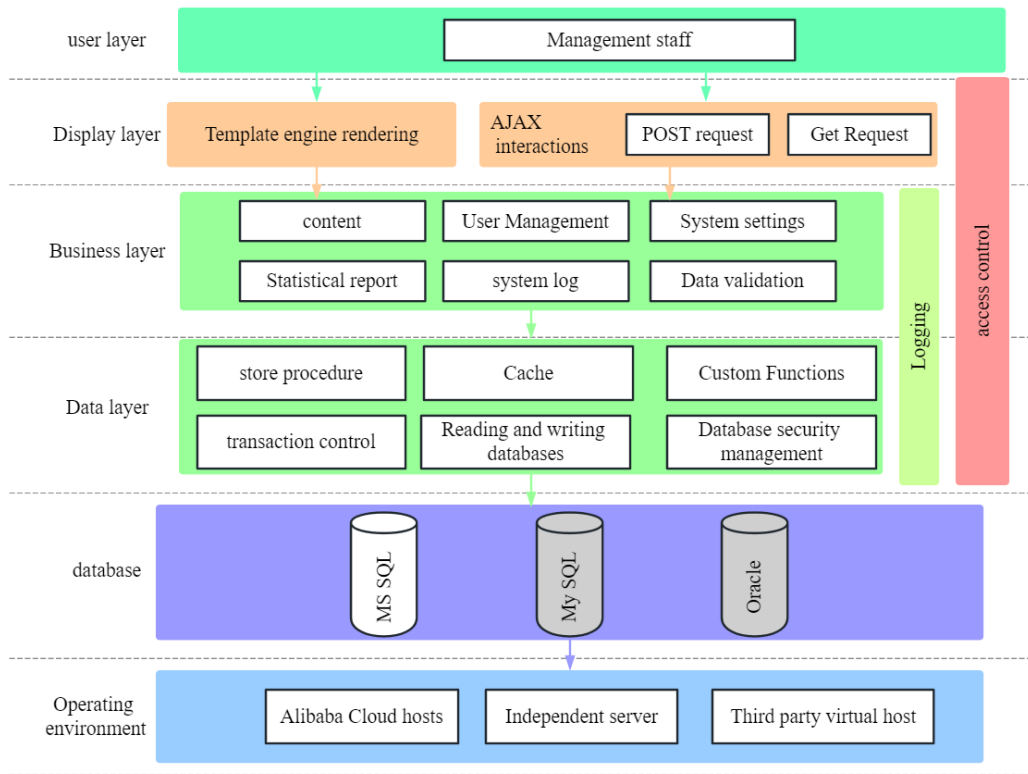 user layer
Management staff
Display layer
Template engine rendering
AJAX
interactions
POST request
Get Request
Business layer
content
User Management
System settings
Statistical report
system log
Data validation
Logging
access control
Data layer
store procedure
Cache
Custom Functions
transaction control
Reading and writing
databases
Database security
management
database
MS SQL
My SQL
Oracle
Operating
environment
Alibaba Cloud hosts
Independent server
Third party virtual host